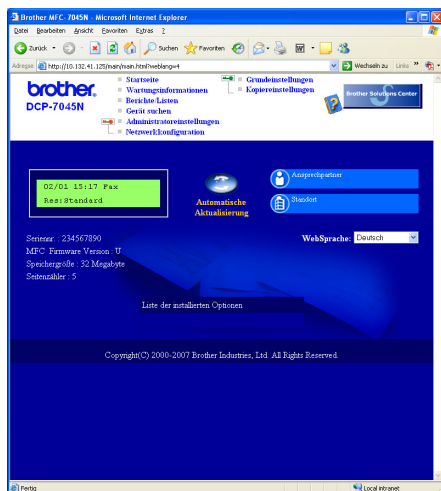 Brother MFC-7045N - Microsoft Internet Explorer
Datei Bearbeiten Ansicht Favoriten Extras ?
Zurück Suchen Favoriten
Adresse http://10.132.41.125/main/main.html?weblang=4 Wechseln zu Links »
brother.
DCP-7045N
Startseite
Wartungsinformationen
Berichte/Listen
Gerät suchen
Administratoreinstellungen
Netzwerkkonfiguration
Grundeinstellungen
Kopiereinstellungen
Brother Solutions Center
02/01 15:17 Fax
Res:Standard
Automatische
Aktualisierung
Ansprechpartner
Standort
Seriennr. : 234567890
MFC Firmware Version : U
Speichergröße : 32 Megabyte
Seitenzähler : 5
WebSprache: Deutsch
Liste der installierten Optionen
Copyright(C) 2000-2007 Brother Industries, Ltd. All Rights Reserved.
Fertig Local intranet